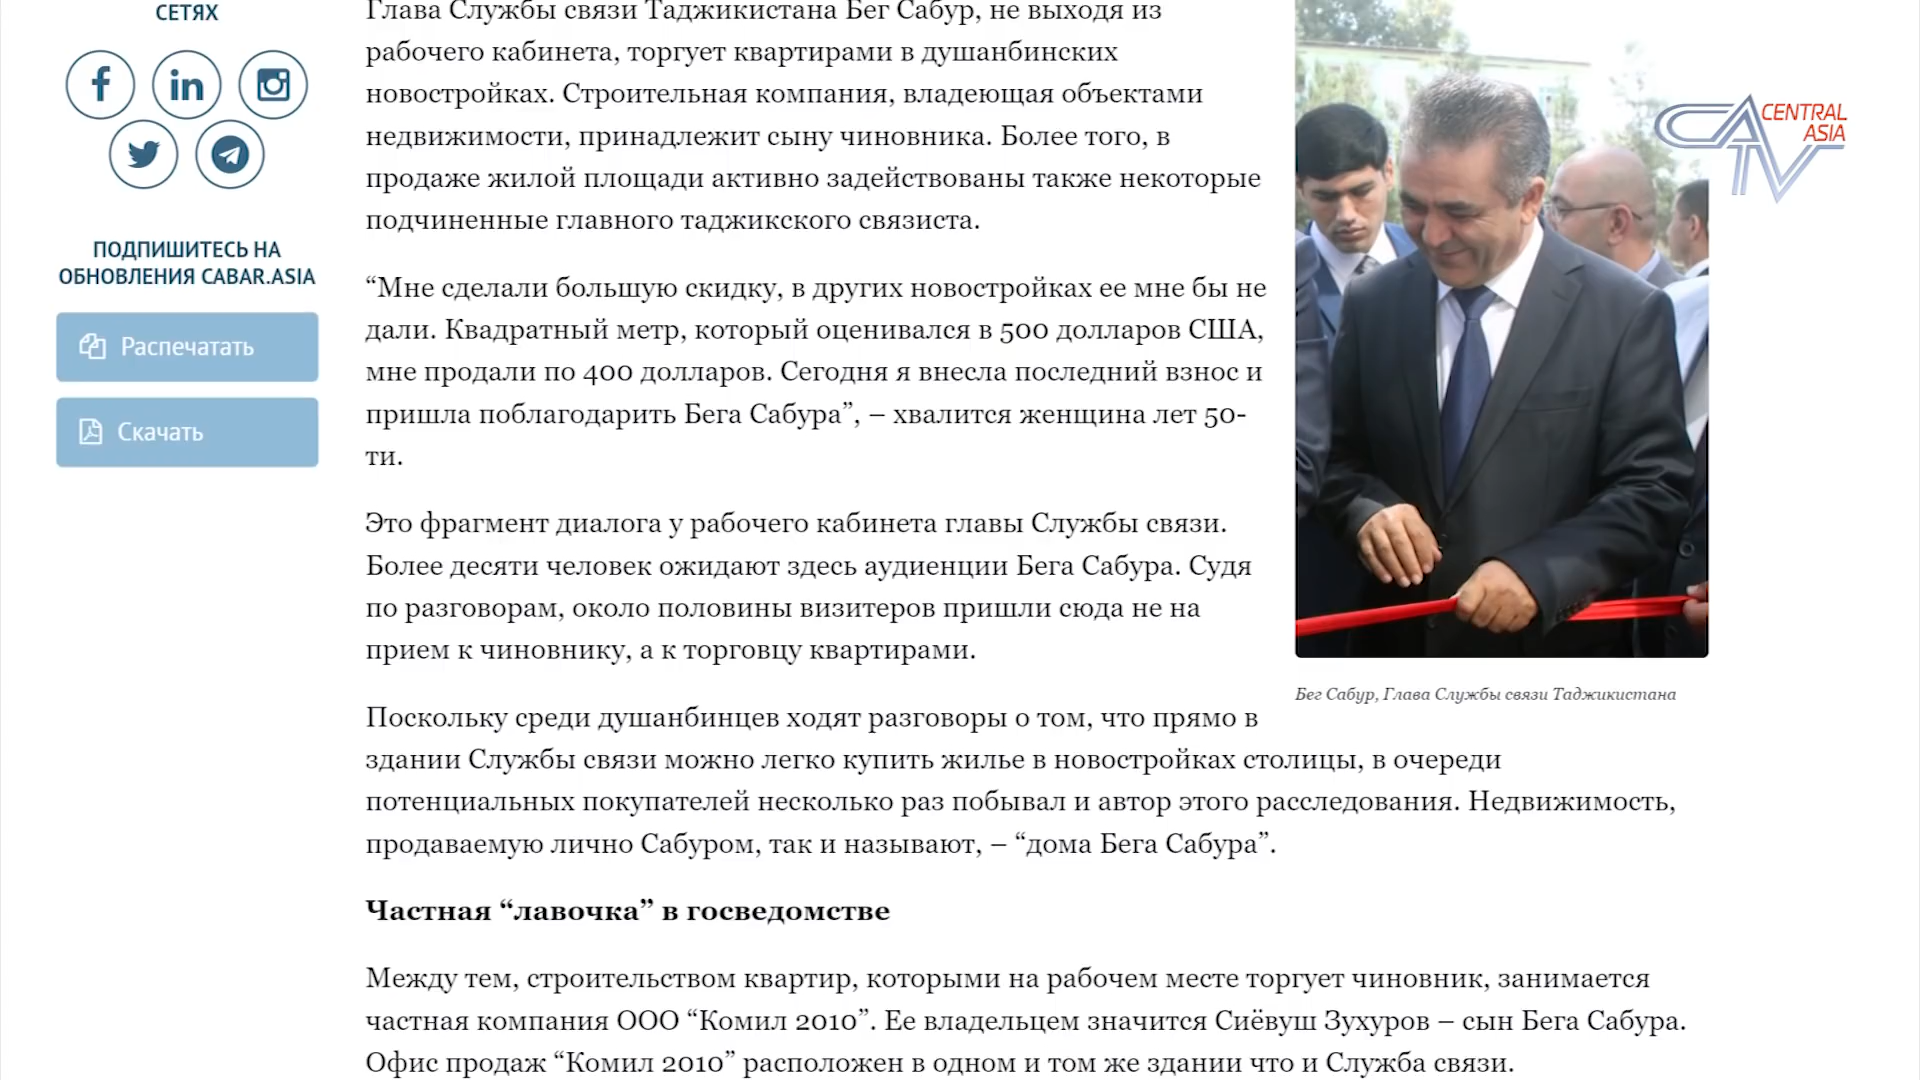 СЕТЯХ
ПОДПИШИТЕСЬ НА
ОБНОВЛЕНИЯ CABAR.ASIA
Распечатать
Скачать
Глава Службы связи Таджикистана Бег Сабур, не выходя из
рабочего кабинета, торгует квартирами в душанбинских
новостройках. Строительная компания, владеющая объектами
недвижимости, принадлежит сыну чиновника. Более того, в
продаже жилой площади активно задействованы также некоторые
подчиненные главного таджикского связиста.
“Мне сделали большую скидку, в других новостройках ее мне бы не
дали. Квадратный метр, который оценивался в 500 долларов США,
мне продали по 400 долларов. Сегодня я внесла последний взнос и
пришла поблагодарить Бега Сабура”, – хвалится женщина лет 50-
ти.
Это фрагмент диалога у рабочего кабинета главы Службы связи.
Более десяти человек ожидают здесь аудиенции Бега Сабура. Судя
по разговорам, около половины визитеров пришли сюда не на
прием к чиновнику, а к торговцу квартирами.
Поскольку среди душанбинцев ходят разговоры о том, что прямо в
здании Службы связи можно легко купить жилье в новостройках столицы, в очереди
потенциальных покупателей несколько раз побывал и автор этого расследования. Недвижимость,
продаваемую лично Сабуром, так и называют, – “дома Бега Сабура”.
Частная “лавочка” в госведомстве
Между тем, строительством квартир, которыми на рабочем месте торгует чиновник, занимается
частная компания ООО “Комил 2010”. Ее владельцем значится Сиёвуш Зухуров – сын Бега Сабура.
Офис продаж “Комил 2010” расположен в одном и том же здании что и Служба связи.
CATV CENTRAL
ASIA
Бег Сабур, Глава Службы связи Таджикистана